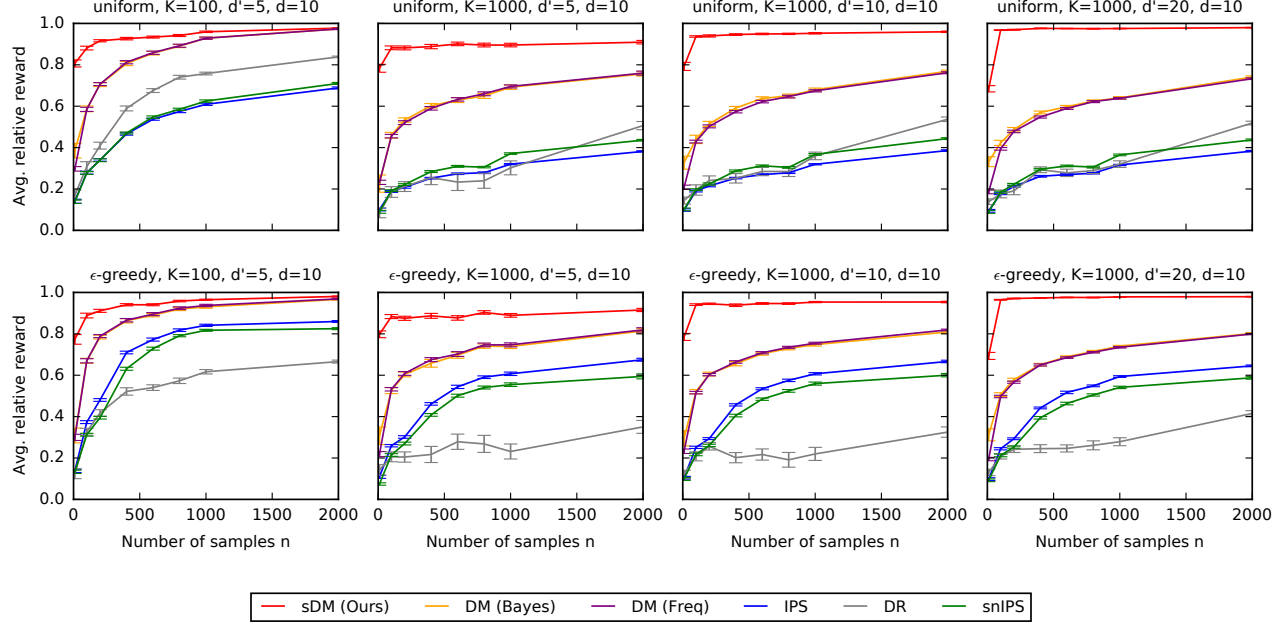 uniform, K=100, d'=5, d=10
uniform, K=1000, d'=5, d=10
uniform, K=1000, d'=10, d=10
uniform, K=1000, d'=20, d=10
Avg. relative reward
1.0
0.8
0.6
0.4
0.2
0.0
ϵ-greedy, K=100, d'=5, d=10
ϵ-greedy, K=1000, d'=5, d=10
ϵ-greedy, K=1000, d'=10, d=10
ϵ-greedy, K=1000, d'=20, d=10
Avg. relative reward
1.0
0.8
0.6
0.4
0.2
0.0
0 500 1000 1500 2000
0 500 1000 1500 2000
0 500 1000 1500 2000
0 500 1000 1500 2000
Number of samples n
Number of samples n
Number of samples n
Number of samples n
sDM (Ours) DM (Bayes) DM (Freq) IPS DR snIPS